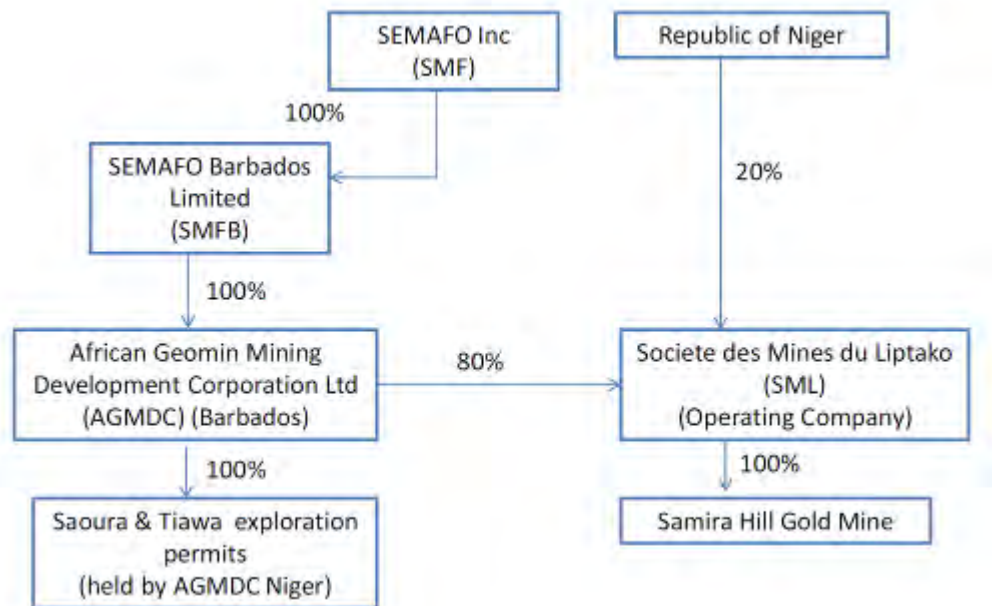 SEMAFO Inc
(SMF)
Republic of Niger
100%
SEMAFO Barbados
Limited
(SMFB)
20%
100%
African Geomin Mining
Development Corporation Ltd
(AGMDC) (Barbados)
80%
Societe des Mines du Liptako
(SML)
(Operating Company)
100%
100%
Saoura & Tiawa exploration
permits
(held by AGMDC Niger)
Samira Hill Gold Mine